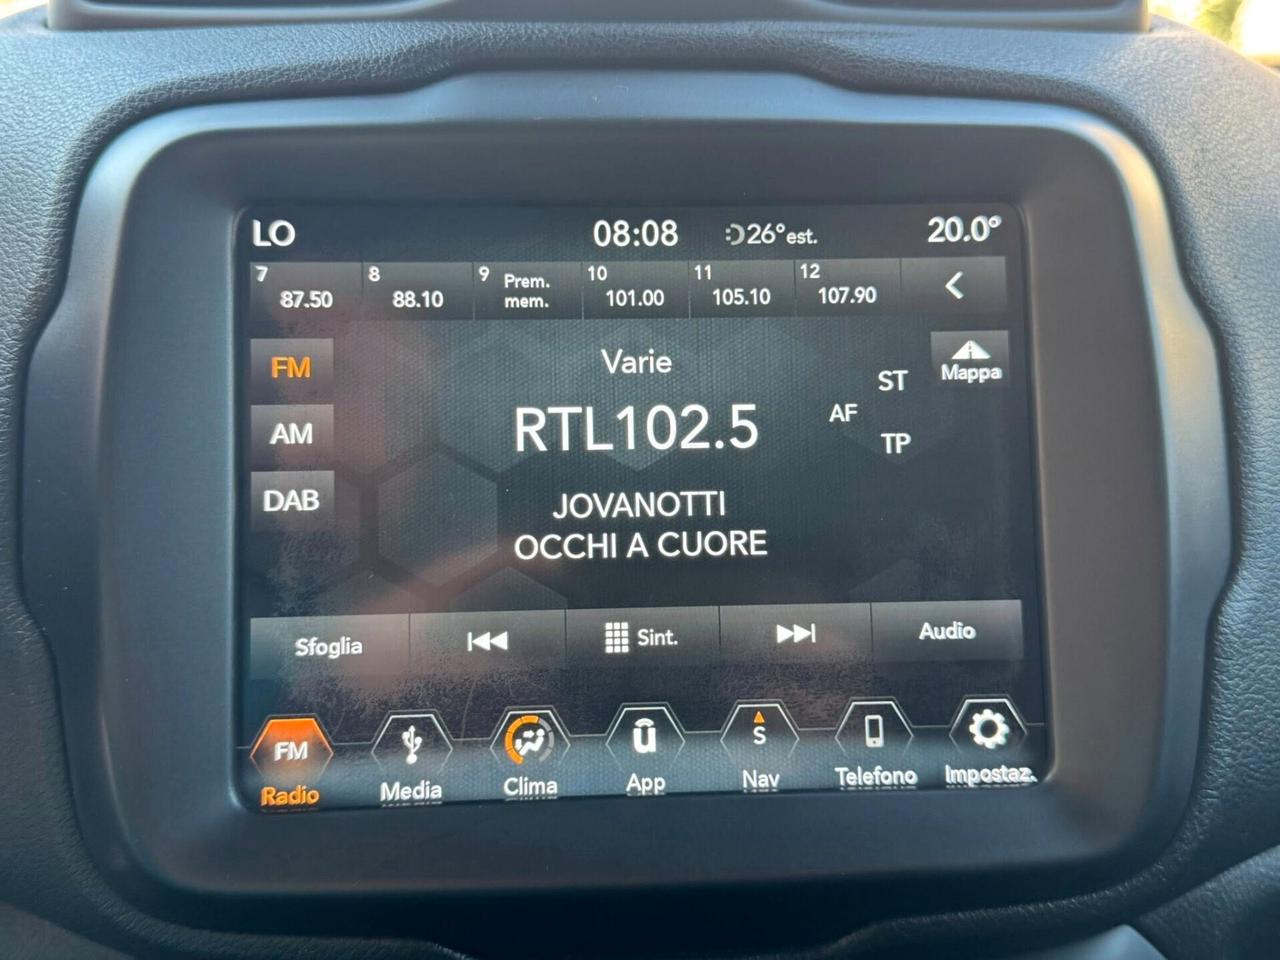 LO 08:08 26°est. 20.0°
7 8 9 Prem. 10 11 12
87.50 88.10 mem. 101.00 105.10 107.90
FM Varie Mappa
ST
AF
AM RTL102.5 TP
DAB JOVANOTTI
OCCHI A CUORE
Sfoglia Sint. Audio
FM S
Radio Media Clima App Nav Telefono Impostaz.